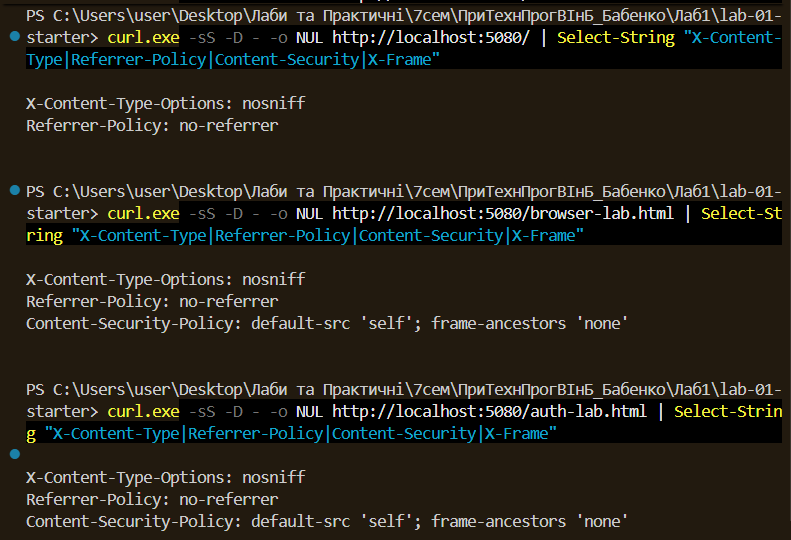 PS C:\Users\user\Desktop\Лаби та Практичні\7сем\ПриТехнПрогВІнБ_Бабенко\Лаб1\lab-01-
starter> curl.exe -sS -D - -o NUL http://localhost:5080/ | Select-String "X-Content-
Type|Referrer-Policy|Content-Security|X-Frame"
X-Content-Type-Options: nosniff
Referrer-Policy: no-referrer
PS C:\Users\user\Desktop\Лаби та Практичні\7сем\ПриТехнПрогВІнБ_Бабенко\Лаб1\lab-01-
starter> curl.exe -sS -D - -o NUL http://localhost:5080/browser-lab.html | Select-St
ring "X-Content-Type|Referrer-Policy|Content-Security|X-Frame"
X-Content-Type-Options: nosniff
Referrer-Policy: no-referrer
Content-Security-Policy: default-src 'self'; frame-ancestors 'none'
PS C:\Users\user\Desktop\Лаби та Практичні\7сем\ПриТехнПрогВІнБ_Бабенко\Лаб1\lab-01-
starter> curl.exe -sS -D - -o NUL http://localhost:5080/auth-lab.html | Select-Strin
g "X-Content-Type|Referrer-Policy|Content-Security|X-Frame"
X-Content-Type-Options: nosniff
Referrer-Policy: no-referrer
Content-Security-Policy: default-src 'self'; frame-ancestors 'none'